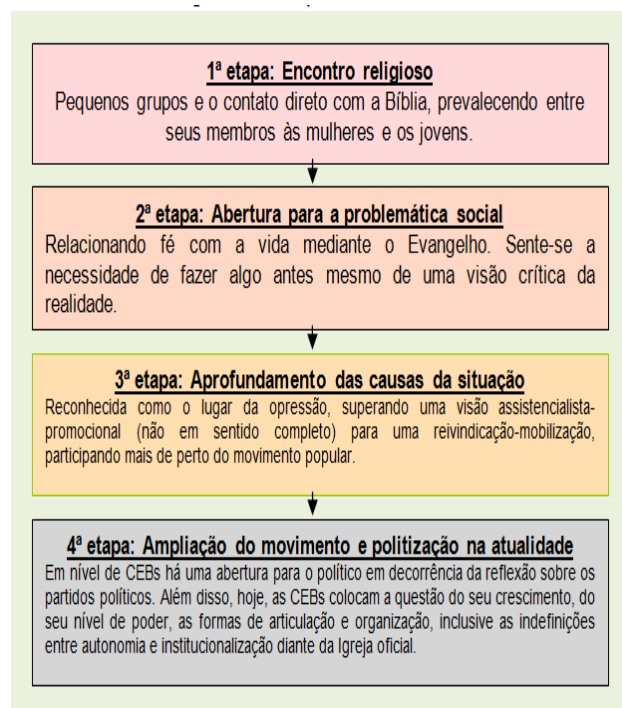 1ª etapa: Encontro religioso
Pequenos grupos e o contato direto com a Bíblia, prevalecendo entre
seus membros às mulheres e os jovens.
2ª etapa: Abertura para a problemática social
Relacionando fé com a vida mediante o Evangelho. Sente-se a
necessidade de fazer algo antes mesmo de uma visão crítica da
realidade.
3ª etapa: Aprofundamento das causas da situação
Reconhecida como o lugar da opressão, superando uma visão assistencialista-
promocional (não em sentido completo) para uma reivindicação-mobilização,
participando mais de perto do movimento popular.
4ª etapa: Ampliação do movimento e politização na atualidade
Em nível de CEBs há uma abertura para o político em decorrência da reflexão sobre os
partidos políticos. Além disso, hoje, as CEBs colocam a questão do seu crescimento, do
seu nível de poder, as formas de articulação e organização, inclusive as indefinições
entre autonomia e institucionalização diante da Igreja oficial.